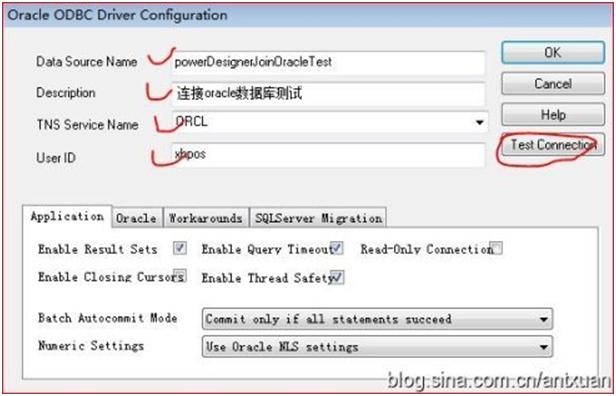 Oracle ODBC Driver Configuration
Data Source Name powerDesignerJoinOracleTest OK
Description 连接oracle数据库测试 Cancel
TNS Service Name ORCL Help
User ID xhpos Test Connection
Application Oracle Workarounds SQLServer Migration
Enable Result Sets Enable Query Timeout Read-Only Connection
Enable Closing Cursors Enable Thread Safety
Batch Autocommit Mode Commit only if all statements succeed
Numeric Settings Use Oracle NLS settings
blog.sina.com.cn/antxuan